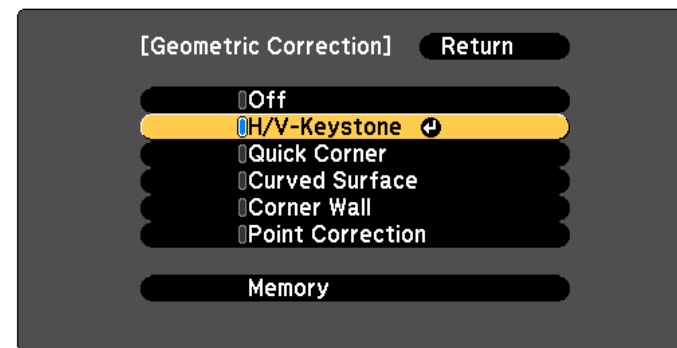 [Geometric Correction] Return
Off
H/V-Keystone
Quick Corner
Curved Surface
Corner Wall
Point Correction
Memory